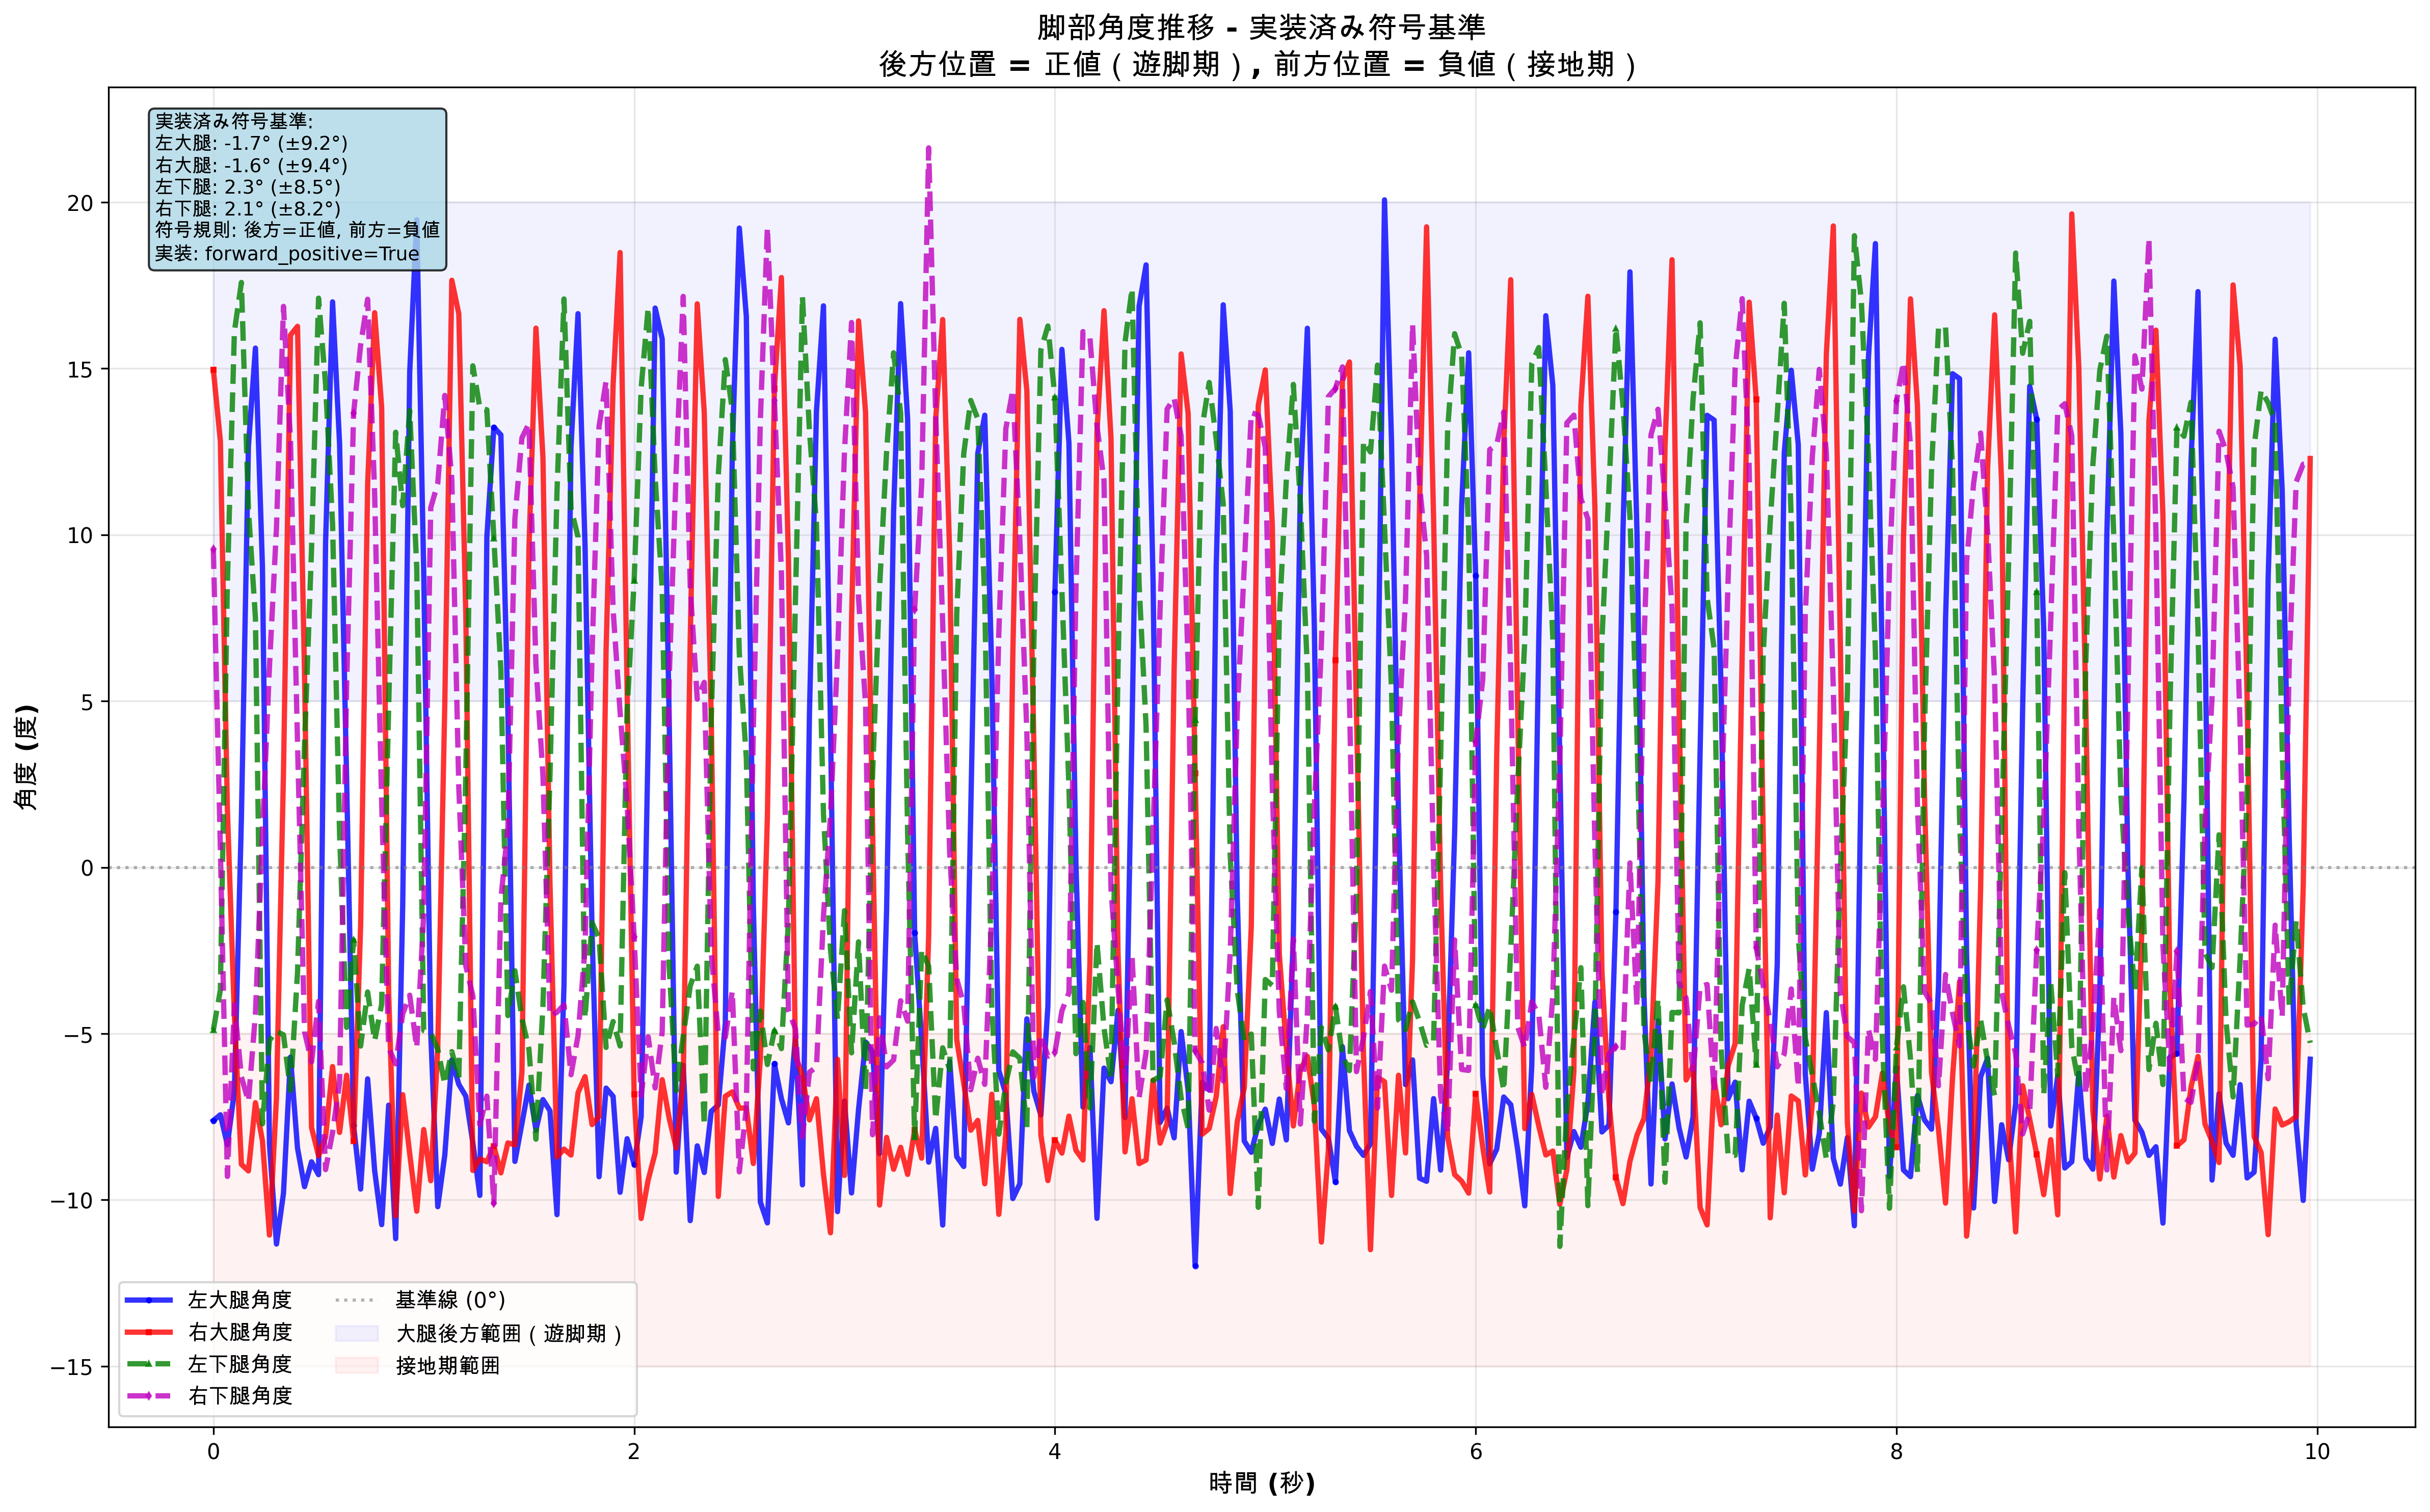 脚部角度推移 - 実装済み符号基準
後方位置 = 正値 ( 遊脚期 ) , 前方位置 = 負値 ( 接地期 )
実装済み符号基準:
左大腿: -1.7° (±9.2°)
右大腿: -1.6° (±9.4°)
左下腿: 2.3° (±8.5°)
右下腿: 2.1° (±8.2°)
符号規則: 後方=正値, 前方=負値
実装: forward_positive=True
角度 (度)
20
15
10
5
0
−5
−10
−15
左大腿角度
右大腿角度
左下腿角度
右下腿角度
基準線 (0°)
大腿後方範囲 ( 遊脚期 )
接地期範囲
0
2
4
6
8
10
時間 (秒)